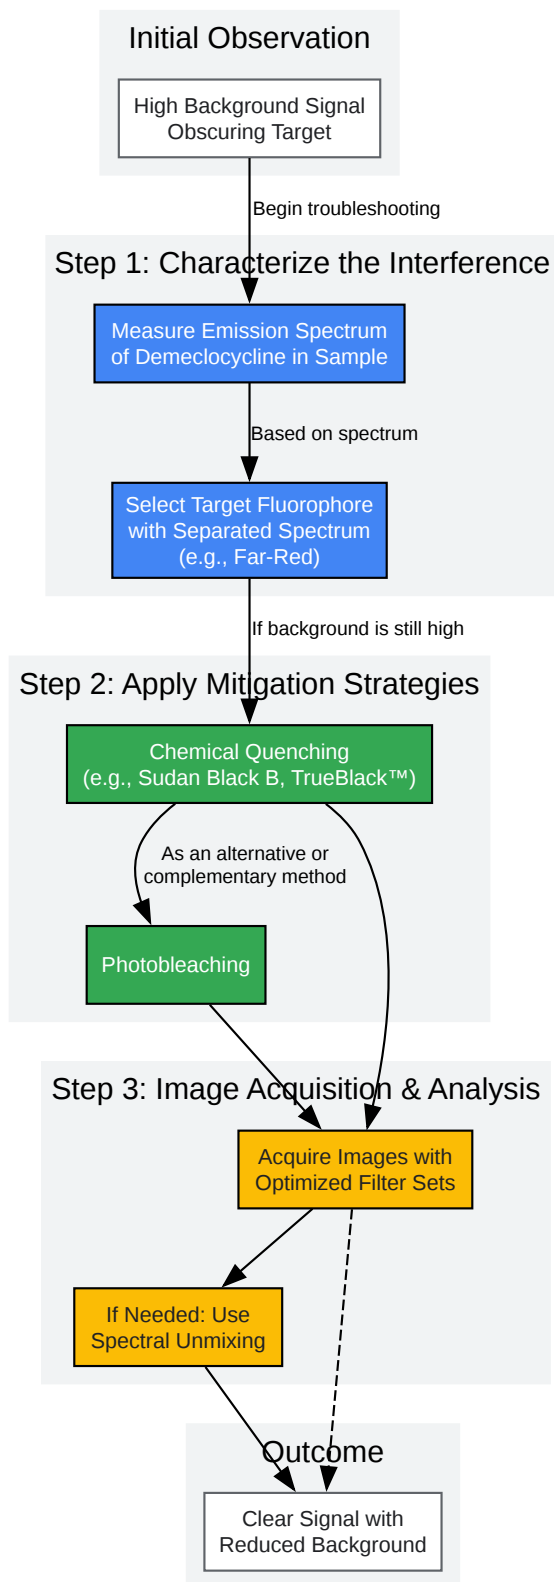 Initial Observation
High Background Signal
Obscuring Target
Begin troubleshooting
Step 1: Characterize the Interference
Measure Emission Spectrum
of Demeclocycline in Sample
Based on spectrum
Select Target Fluorophore
with Separated Spectrum
(e.g., Far-Red)
If background is still high
Step 2: Apply Mitigation Strategies
Chemical Quenching
(e.g., Sudan Black B, TrueBlack™)
As an alternative or
complementary method
Photobleaching
Step 3: Image Acquisition & Analysis
Acquire Images with
Optimized Filter Sets
If Needed: Use
Spectral Unmixing
Outcome
Clear Signal with
Reduced Background